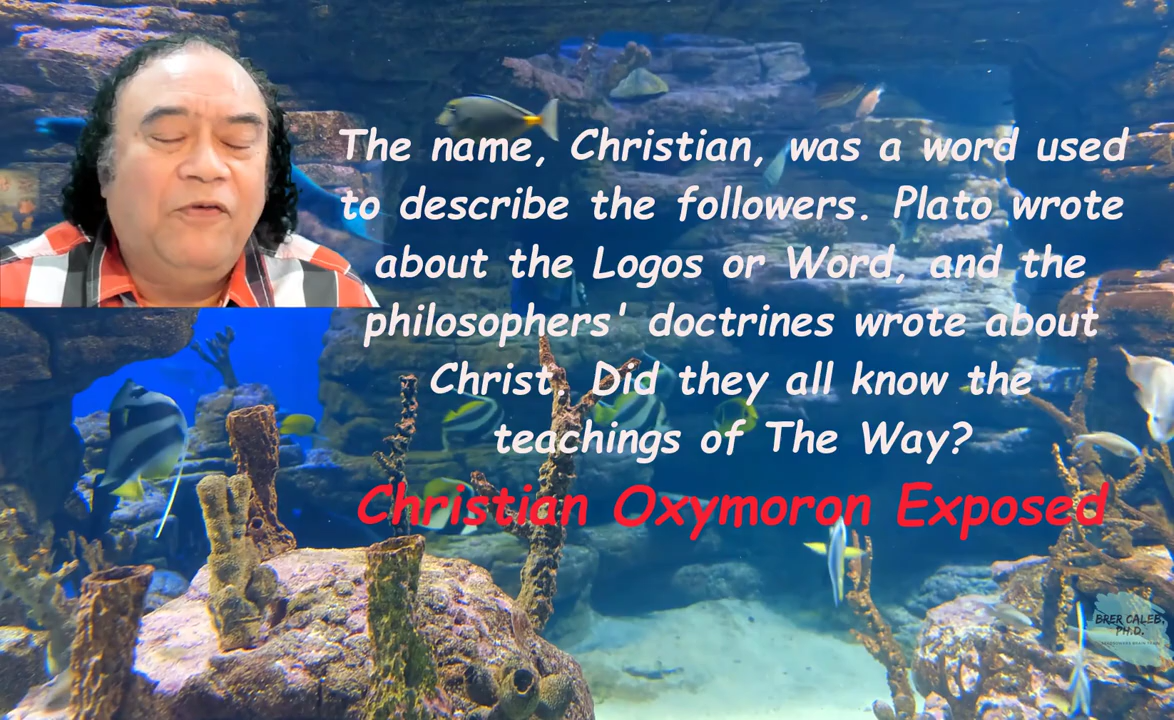 The name, Christian, was a word used
to describe the followers. Plato wrote
about the Logos or Word, and the
philosophers' doctrines wrote about
Christ. Did they all know the
teachings of The Way?
Christian Oxymoron Exposed
BRER CALEB,
PH.D.